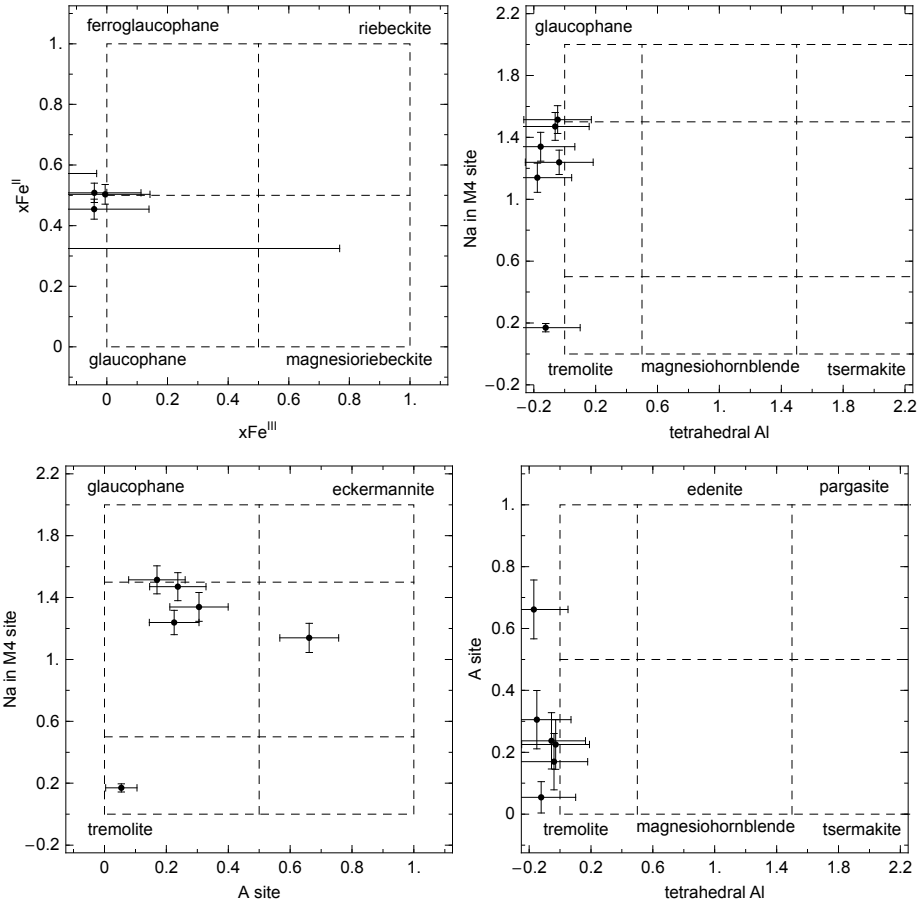 ferroglaucophane riebeckite
1.
0.8
0.6
0.4
0.2
0
xFe^II
glaucophane magnesioriebeckite
0 0.2 0.4 0.6 0.8 1.
xFe^III
2.2 glaucophane
1.8
1.4
1.
0.6
0.2
−0.2
Na in M4 site
tremolite magnesiohornblende tsermakite
−0.2 0.2 0.6 1. 1.4 1.8 2.2
tetrahedral Al
2.2 glaucophane eckermannite
1.8
1.4
1.
0.6
0.2
−0.2
Na in M4 site
tremolite
0 0.2 0.4 0.6 0.8 1.
A site
edenite pargasite
1.
0.8
0.6
0.4
0.2
0
A site
tremolite magnesiohornblende tsermakite
−0.2 0.2 0.6 1. 1.4 1.8 2.2
tetrahedral Al